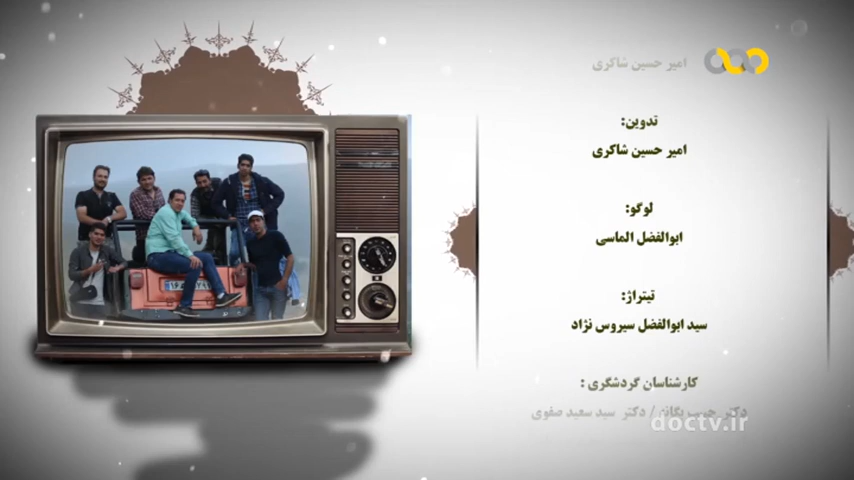 امیر حسین شاکری
تدوین:
امیر حسین شاکری
لوگو:
ابوالفضل الماسی
تیتراژ:
سید ابوالفضل سیروس نژاد
کارشناسان گردشگری :
دکتر / دکتر سید سعید صفوی
doctv.ir